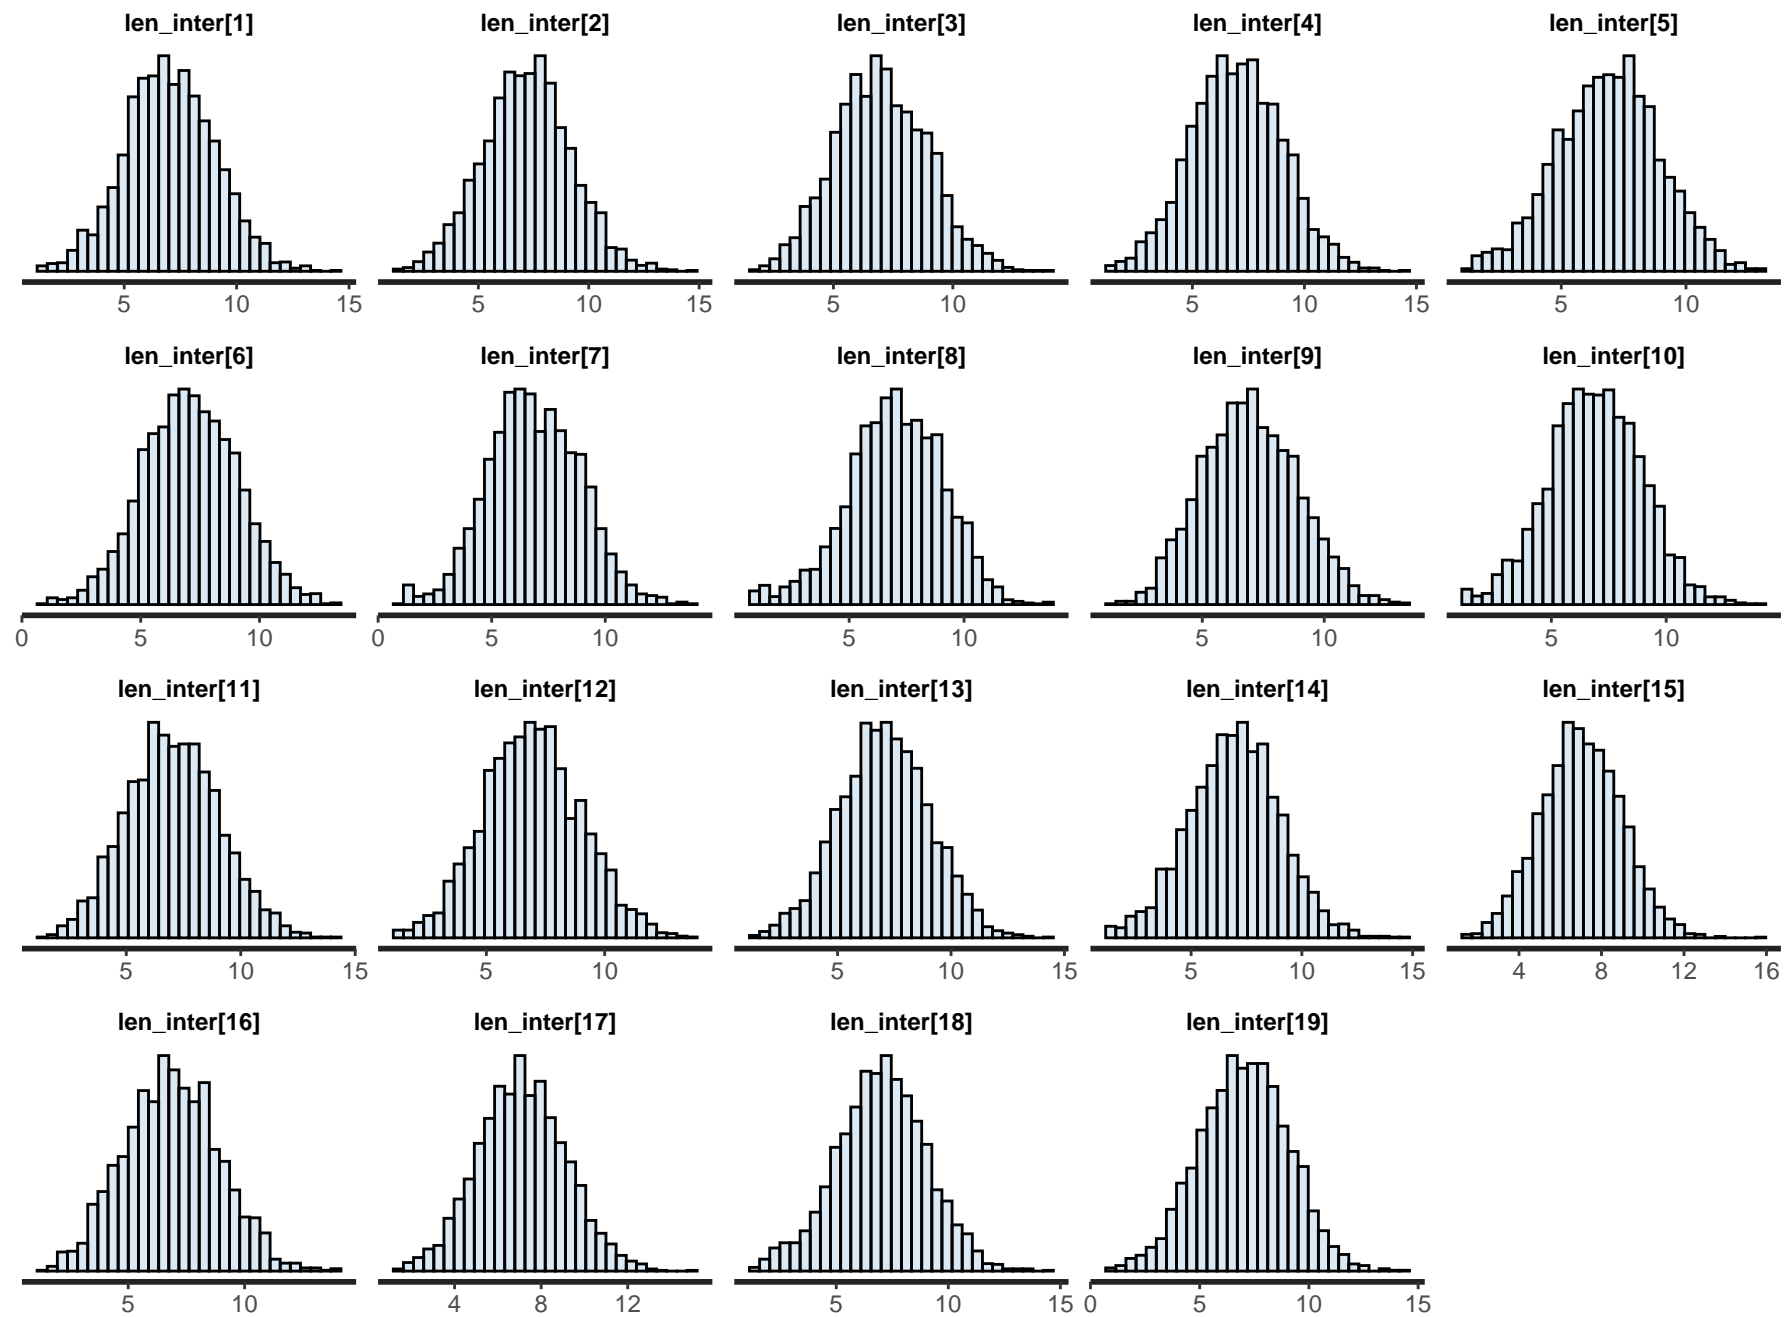 len_inter[1] len_inter[2] len_inter[3] len_inter[4] len_inter[5]
5 10 15 5 10 15 5 10 5 10 15 5 10
len_inter[6] len_inter[7] len_inter[8] len_inter[9] len_inter[10]
0 5 10 0 5 10 5 10 5 10 5 10
len_inter[11] len_inter[12] len_inter[13] len_inter[14] len_inter[15]
5 10 15 5 10 5 10 15 5 10 15 4 8 12 16
len_inter[16] len_inter[17] len_inter[18] len_inter[19]
5 10 4 8 12 5 10 15 0 5 10 15